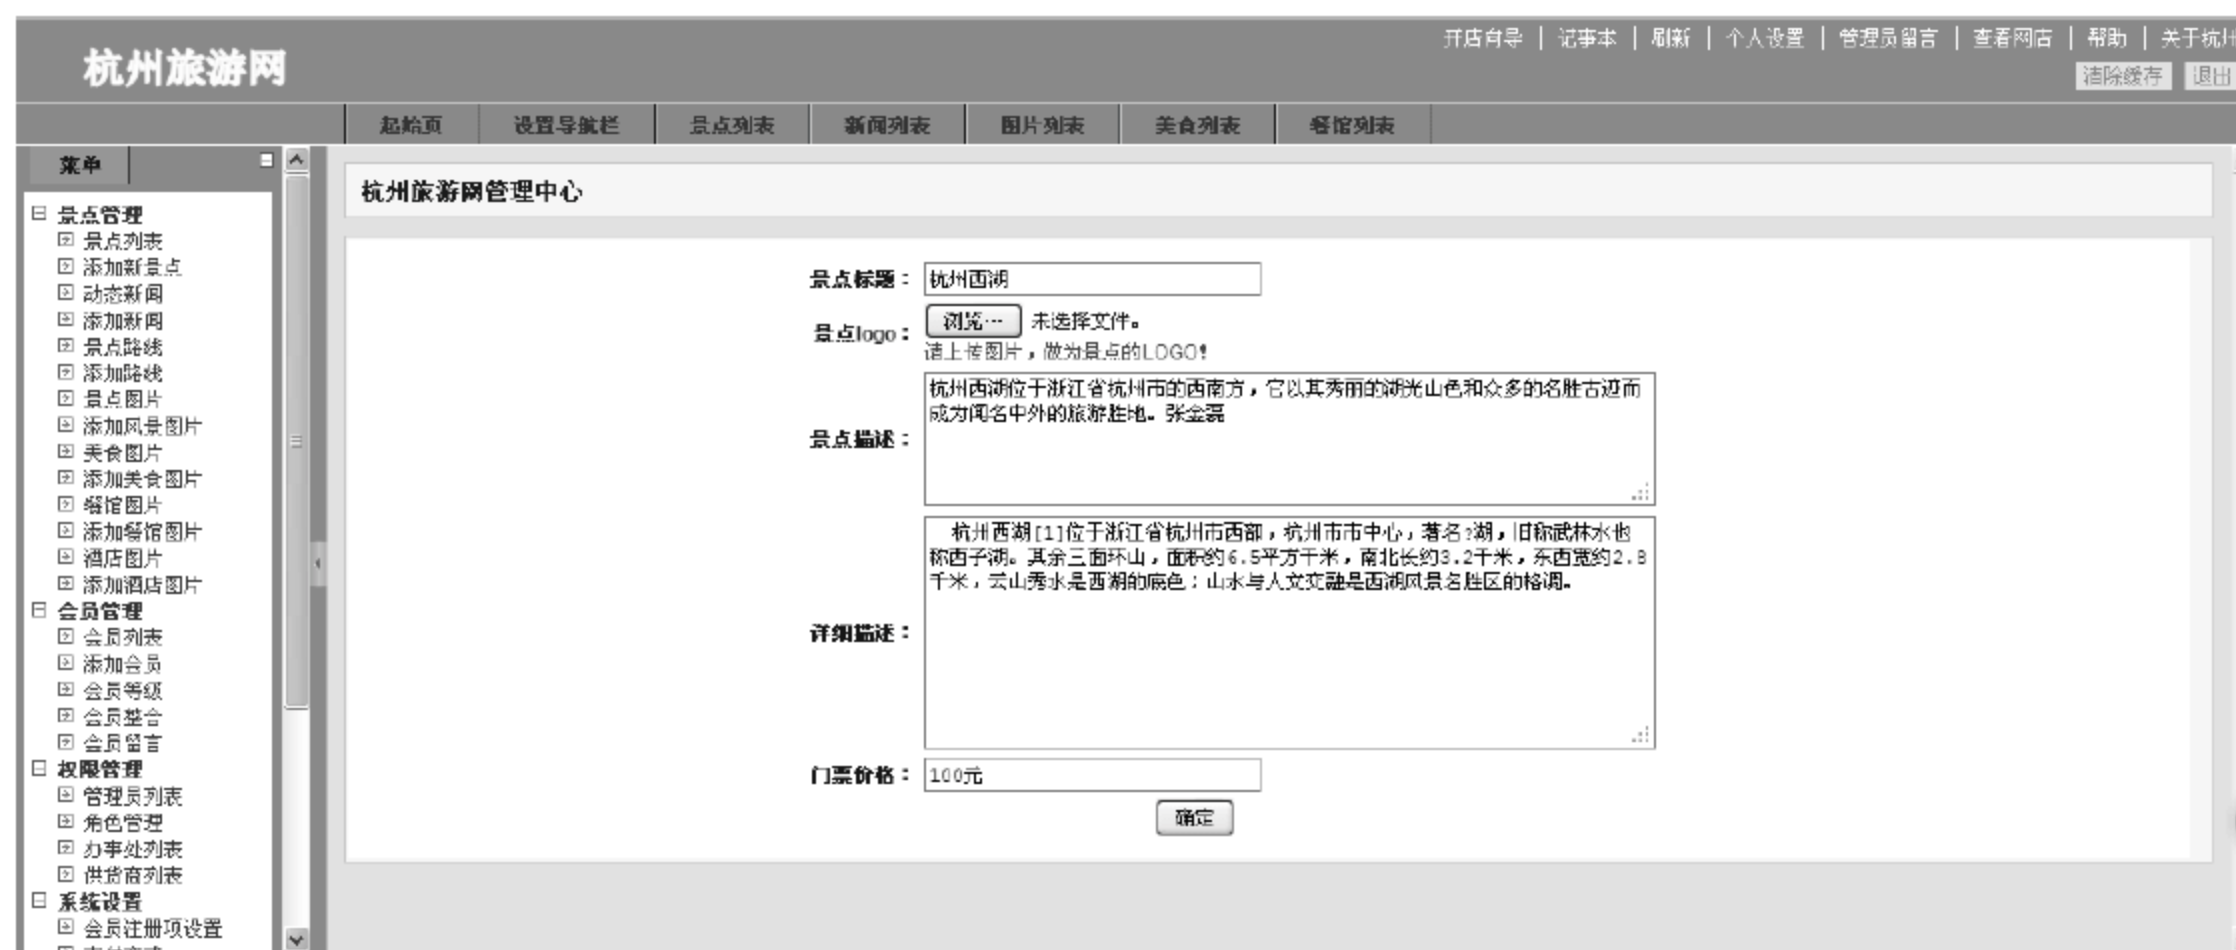 杭州旅游网
开店向导 | 记事本 | 刷新 | 个人设置 | 管理员留言 | 查看网店 | 帮助 | 关于杭州
清除缓存 退出
起始页 设置导航栏 景点列表 新闻列表 图片列表 美食列表 餐馆列表
菜单
景点管理
景点列表
添加新景点
动态新闻
添加新闻
景点路线
添加路线
景点图片
添加风景图片
美食图片
添加美食图片
餐馆图片
添加餐馆图片
酒店图片
添加酒店图片
会员管理
会员列表
添加会员
会员等级
会员整合
会员留言
权限管理
管理员列表
角色管理
办事处列表
供货商列表
系统设置
会员注册项设置
杭州旅游网管理中心
景点标题： 杭州西湖
景点logo： 浏览… 未选择文件。
请上传图片，做为景点的LOGO！
景点描述：
杭州西湖位于浙江省杭州市的西南方，它以其秀丽的湖光山色和众多的名胜古迹而
成为闻名中外的旅游胜地。张金磊
详细描述：
杭州西湖[1]位于浙江省杭州市西部，杭州市市中心，著名?湖，旧称武林水也
称西子湖。其余三面环山，面积约6.5平方千米，南北长约3.2千米，东西宽约2.8
千米，云山秀水是西湖的底色；山水与人文交融是西湖风景名胜区的格调。
门票价格： 100元
确定